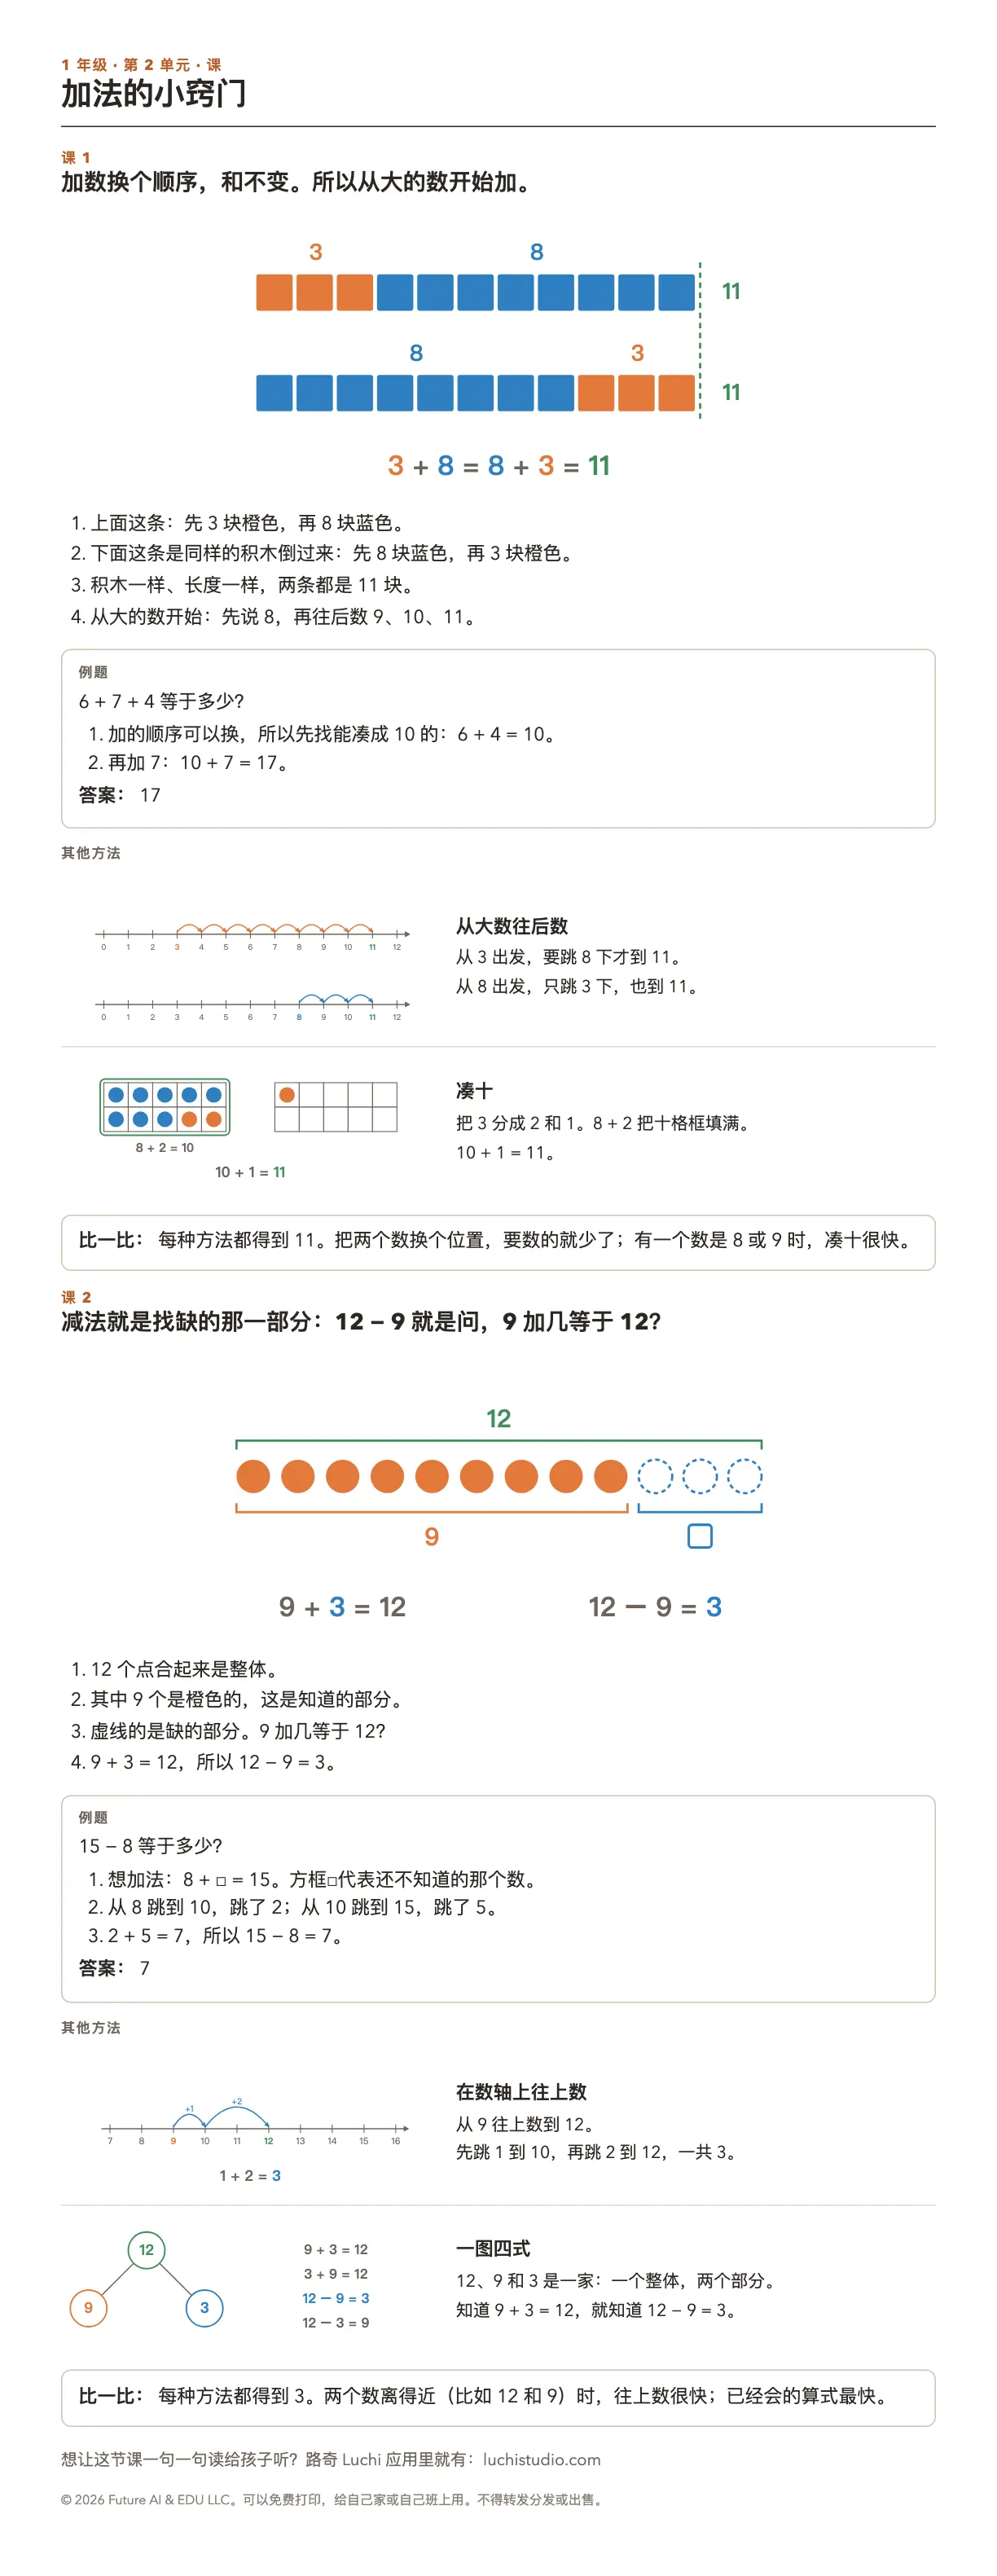 1 年级 · 第 2 单元 · 课
加法的小窍门
课 1
加数换个顺序，和不变。所以从大的数开始加。
3 8
11
8 3
11
3 + 8 = 8 + 3 = 11
1. 上面这条：先 3 块橙色，再 8 块蓝色。
2. 下面这条是同样的积木倒过来：先 8 块蓝色，再 3 块橙色。
3. 积木一样、长度一样，两条都是 11 块。
4. 从大的数开始：先说 8，再往后数 9、10、11。
例题
6 + 7 + 4 等于多少？
1. 加的顺序可以换，所以先找能凑成 10 的：6 + 4 = 10。
2. 再加 7：10 + 7 = 17。
答案： 17
其他方法
0 1 2 3 4 5 6 7 8 9 10 11 12
0 1 2 3 4 5 6 7 8 9 10 11 12
从大数往后数
从 3 出发，要跳 8 下才到 11。
从 8 出发，只跳 3 下，也到 11。
8 + 2 = 10
10 + 1 = 11
凑十
把 3 分成 2 和 1。8 + 2 把十格框填满。
10 + 1 = 11。
比一比： 每种方法都得到 11。把两个数换个位置，要数的就少了；有一个数是 8 或 9 时，凑十很快。
课 2
减法就是找缺的那一部分：12 − 9 就是问，9 加几等于 12？
12
9
9 + 3 = 12 12 − 9 = 3
1. 12 个点合起来是整体。
2. 其中 9 个是橙色的，这是知道的部分。
3. 虚线的是缺的部分。9 加几等于 12？
4. 9 + 3 = 12，所以 12 − 9 = 3。
例题
15 − 8 等于多少？
1. 想加法：8 + □ = 15。方框□代表还不知道的那个数。
2. 从 8 跳到 10，跳了 2；从 10 跳到 15，跳了 5。
3. 2 + 5 = 7，所以 15 − 8 = 7。
答案： 7
其他方法
+1 +2
7 8 9 10 11 12 13 14 15 16
1 + 2 = 3
在数轴上往上数
从 9 往上数到 12。
先跳 1 到 10，再跳 2 到 12，一共 3。
12
9 3
9 + 3 = 12
3 + 9 = 12
12 − 9 = 3
12 − 3 = 9
一图四式
12、9 和 3 是一家：一个整体，两个部分。
知道 9 + 3 = 12，就知道 12 − 9 = 3。
比一比： 每种方法都得到 3。两个数离得近（比如 12 和 9）时，往上数很快；已经会的算式最快。
想让这节课一句一句读给孩子听？路奇 Luchi 应用里就有：luchistudio.com
© 2026 Future AI & EDU LLC。可以免费打印，给自己家或自己班上用。不得转发分发或出售。